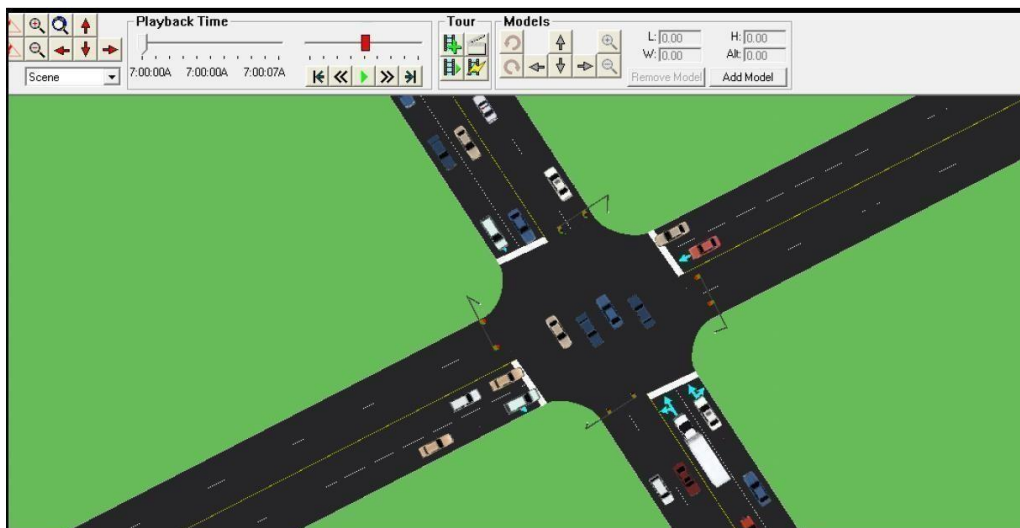 Playback Time
Tour
Models
L: 0.00 H: 0.00
W: 0.00 Alt: 0.00
Scene
7:00:00A 7:00:00A 7:00:07A
Remove Model Add Model